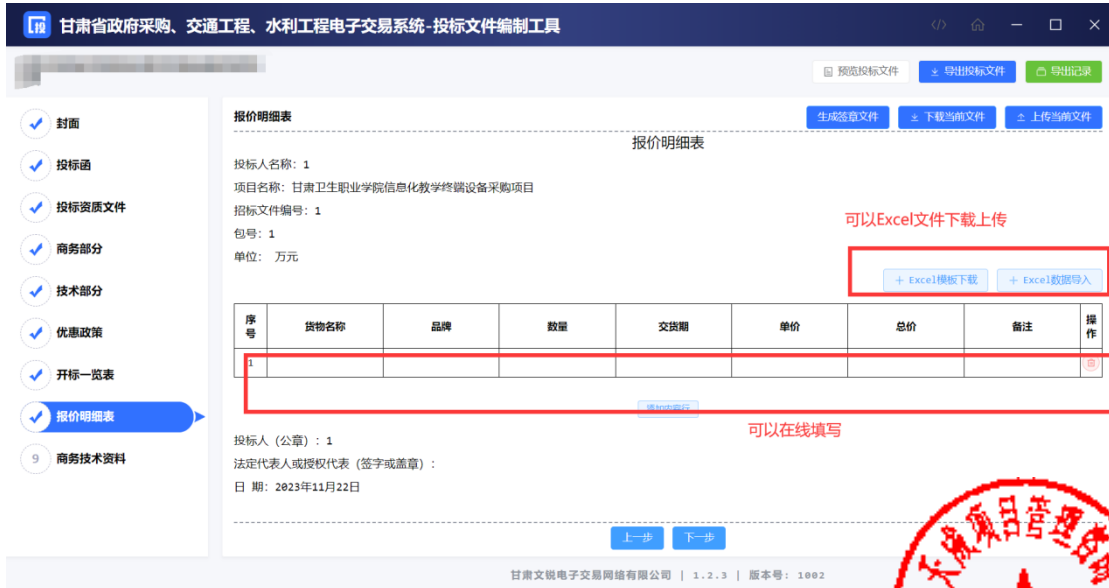 投 甘肃省政府采购、交通工程、水利工程电子交易系统-投标文件编制工具
预览投标文件 导出投标文件 导出记录
封面
投标函
投标资质文件
商务部分
技术部分
优惠政策
开标一览表
报价明细表
9 商务技术资料
报价明细表 生成签章文件 下载当前文件 上传当前文件
报价明细表
投标人名称: 1
项目名称: 甘肃卫生职业学院信息化教学终端设备采购项目
招标文件编号: 1
包号: 1
单位: 万元
可以Excel文件下载上传
+ Excel模板下载 + Excel数据导入
序号 货物名称 品牌 数量 交货期 单价 总价 备注 操作
1
添加内容行
可以在线填写
投标人 (公章) : 1
法定代表人或授权代表 (签字或盖章) :
日 期: 2023年11月22日
上一步 下一步
甘肃文锐电子交易网络有限公司 | 1.2.3 | 版本号: 1002
项目管理